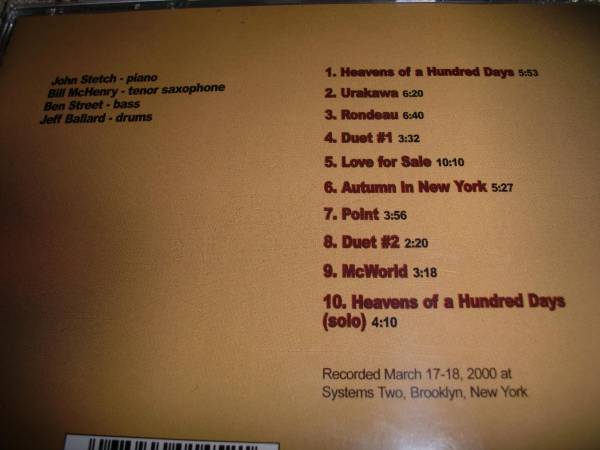 John Stetch - piano
Bill McHenry - tenor saxophone
Ben Street - bass
Jeff Ballard - drums
1. Heavens of a Hundred Days 5:53
2. Urakawa 6:20
3. Rondeau 6:40
4. Duet #1 3:32
5. Love for Sale 10:10
6. Autumn in New York 5:27
7. Point 3:56
8. Duet #2 2:20
9. McWorld 3:18
10. Heavens of a Hundred Days
(solo) 4:10
Recorded March 17-18, 2000 at
Systems Two, Brooklyn, New York